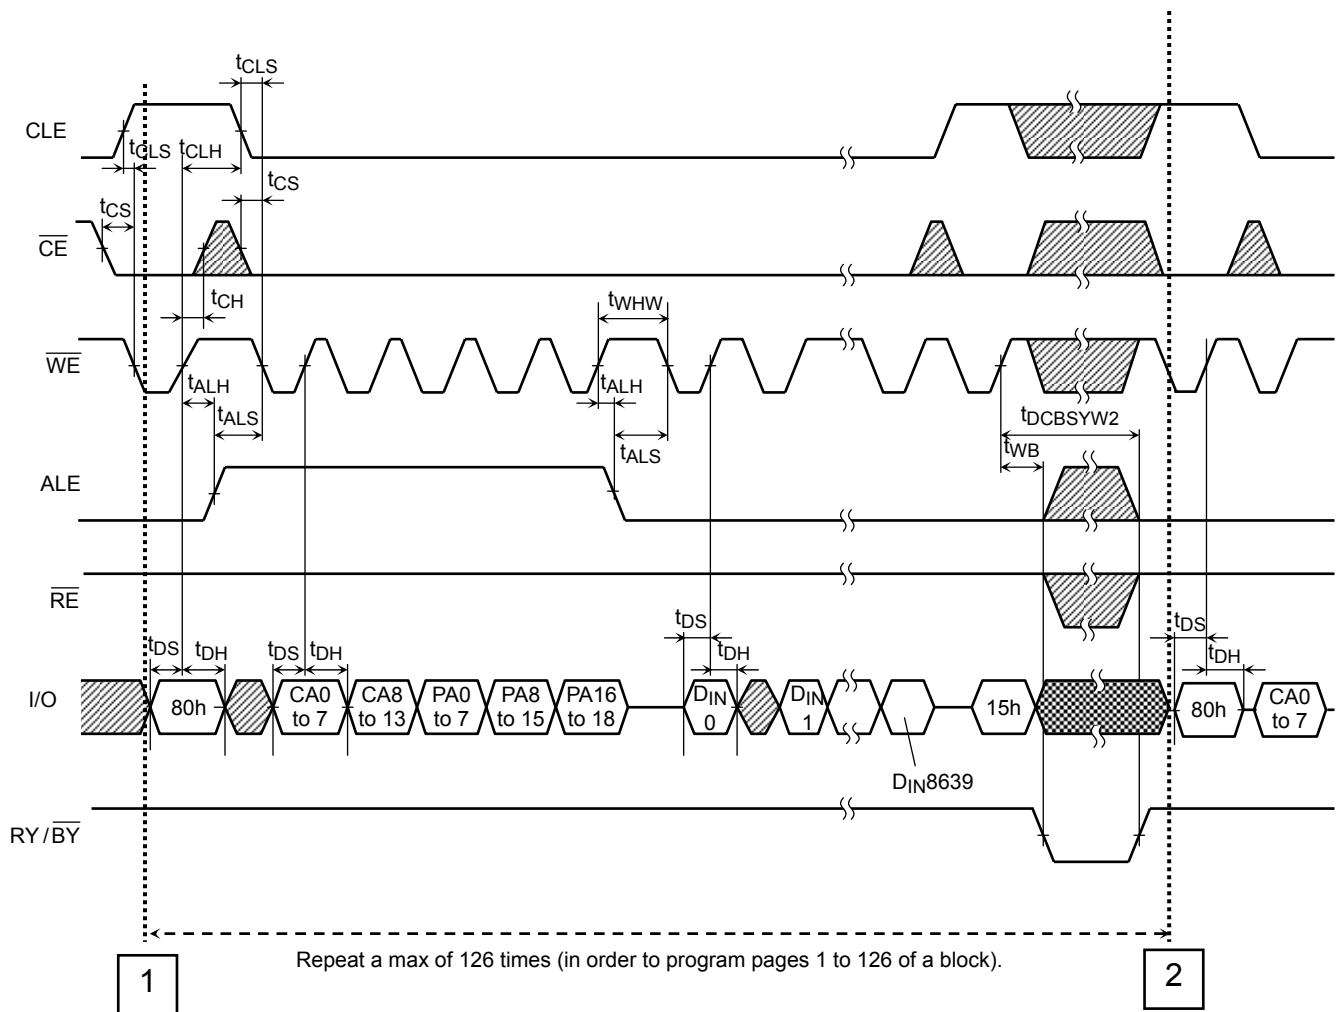 tCLS
CLE
tCLS tCLH
tCS
tCS
CE
tCH
tWHW
WE
tALH
tALH
tALS
tDCBSYW2
tALS
tWB
ALE
RE
tDS tDH tDS tDH tDS tDH tDS tDH
I/O
80h
CA0 to 7
CA8 to 13
PA0 to 7
PA8 to 15
PA16 to 18
DIN 0
DIN 1
15h
80h
CA0 to 7
DIN8639
RY/BY
Repeat a max of 126 times (in order to program pages 1 to 126 of a block).
1
2